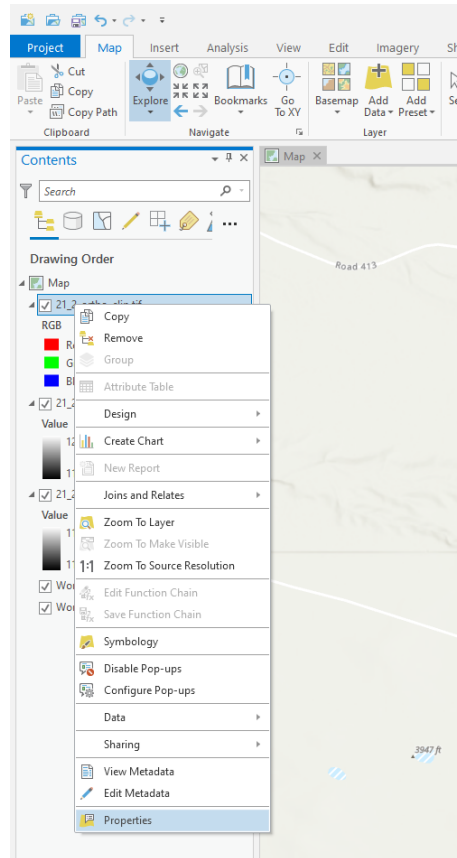 Project Map Insert Analysis View Edit Imagery
Paste Cut Copy Copy Path
Clipboard
Explore Bookmarks Go To XY
Navigate
Basemap Add Data Add Preset
Layer
Contents
Map
Search
Drawing Order
Map
21_2_ortho_clip.tif
RGB
Value
Value
Copy
Remove
Group
Attribute Table
Design
Create Chart
New Report
Joins and Relates
Zoom To Layer
Zoom To Make Visible
1:1 Zoom To Source Resolution
Edit Function Chain
Save Function Chain
Symbology
Disable Pop-ups
Configure Pop-ups
Data
Sharing
View Metadata
Edit Metadata
Properties
Road 413
3947 ft